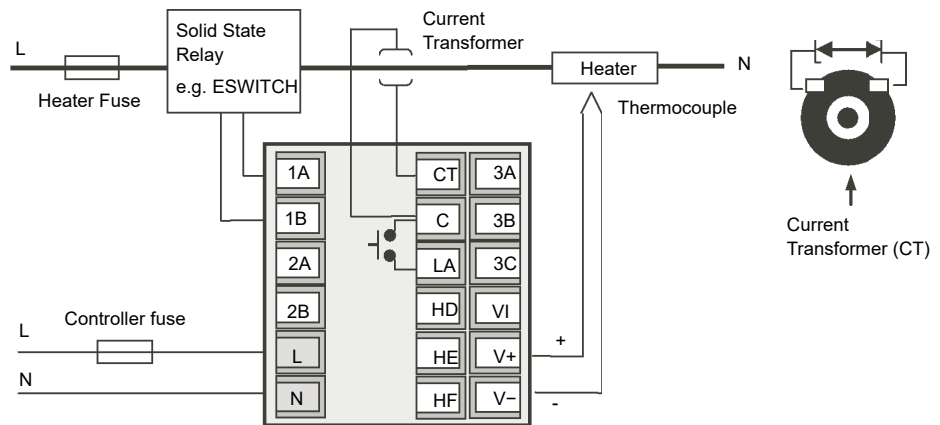 L
Heater Fuse
Solid State
Relay
e.g. ESWITCH
Current
Transformer
Heater
N
Thermocouple
1A
1B
2A
2B
L
N
CT
C
LA
HD
HE
HF
3A
3B
3C
VI
V+
V−
Controller fuse
L
N
+
-
Current
Transformer (CT)